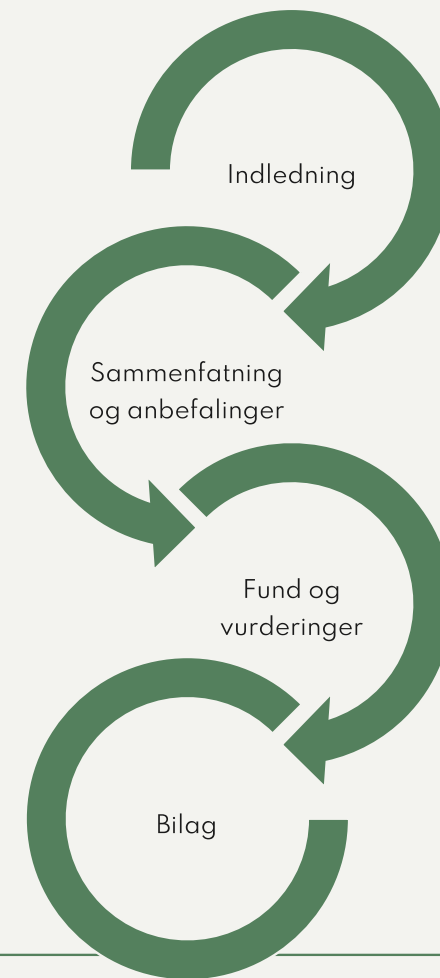 Indledning
Sammenfatning
og anbefalinger
Fund og
vurderinger
Bilag